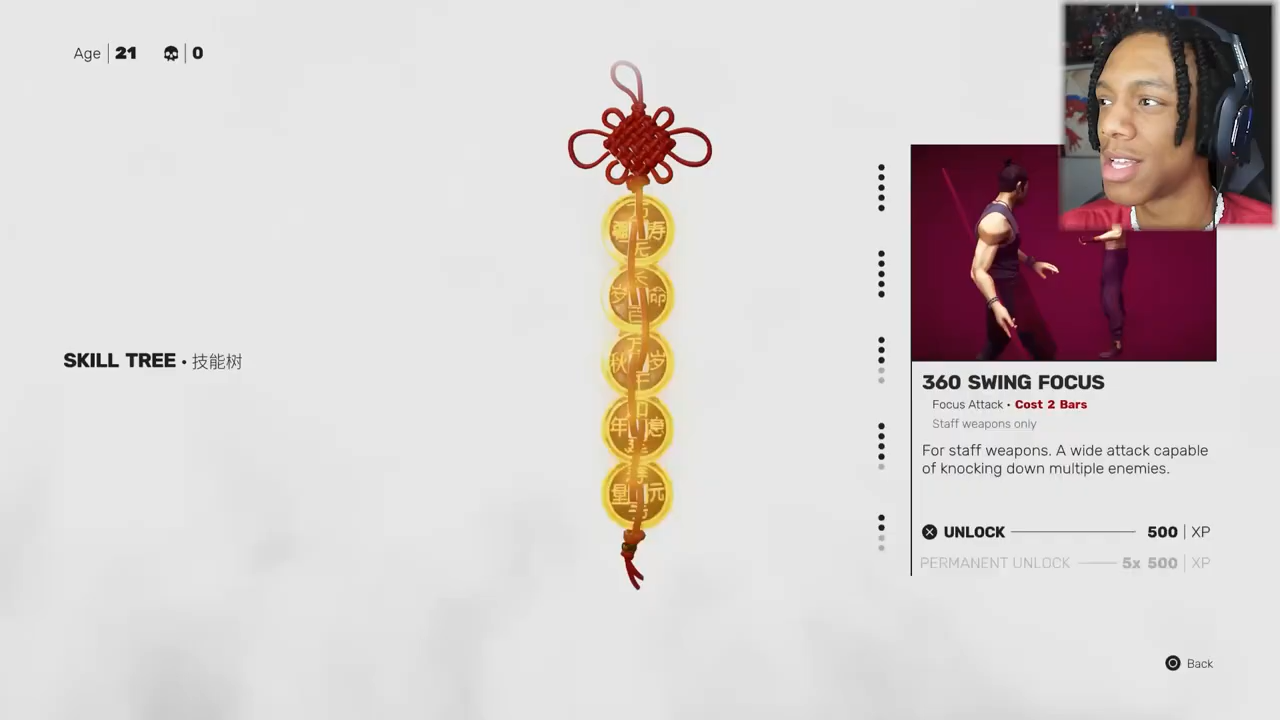 Age 21 0
SKILL TREE • 技能树
360 SWING FOCUS
Focus Attack • Cost 2 Bars
Staff weapons only
For staff weapons. A wide attack capable
of knocking down multiple enemies.
UNLOCK 500 XP
PERMANENT UNLOCK 5x 500 XP
Back